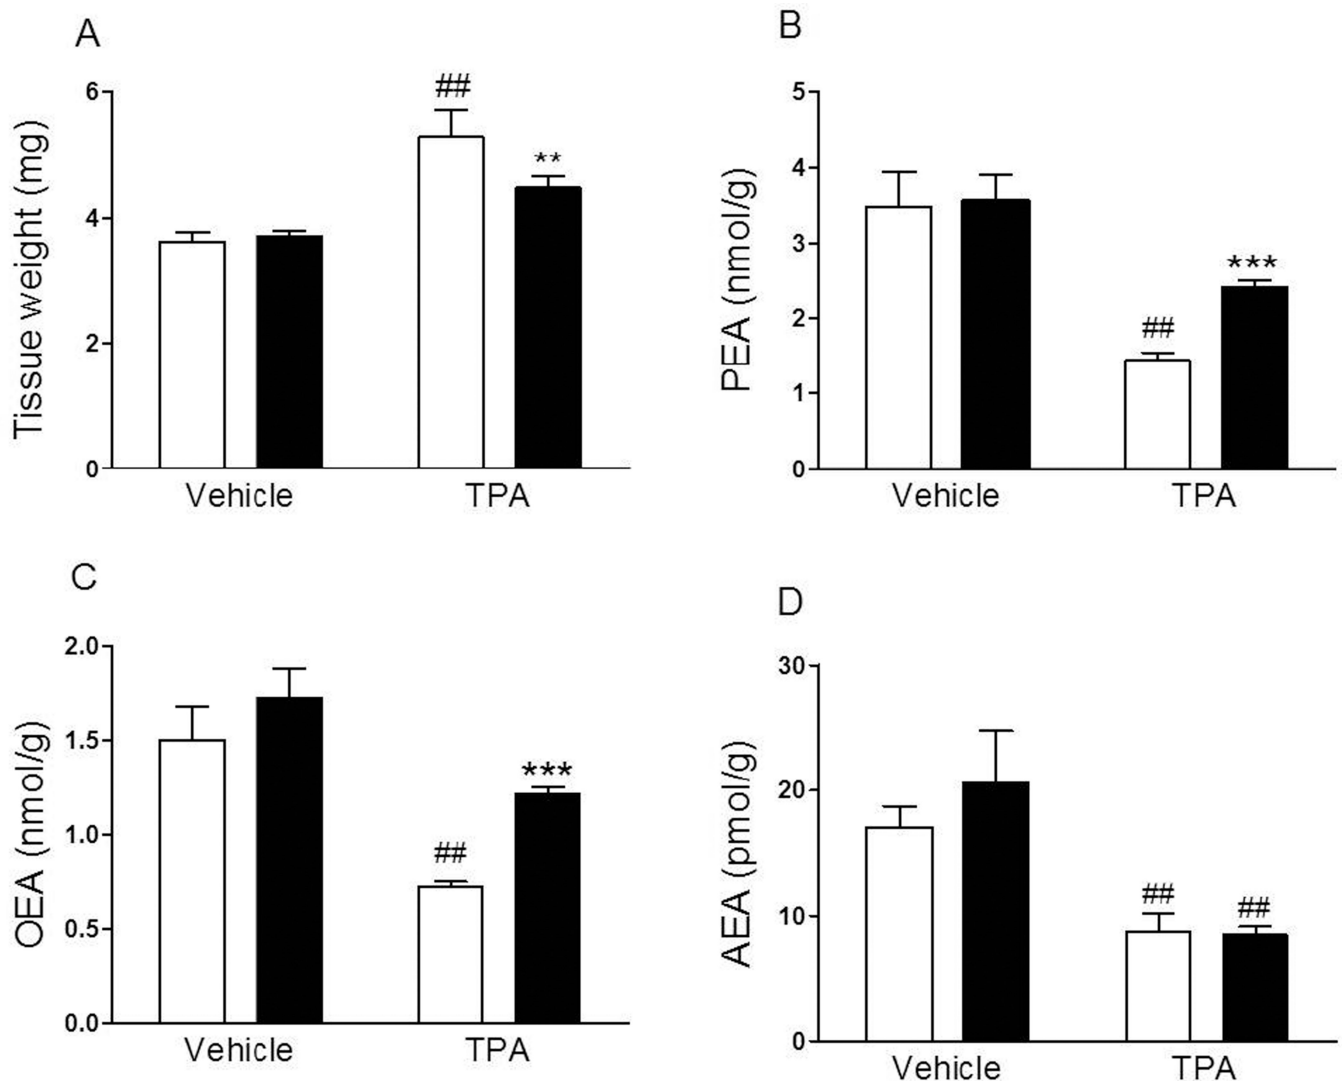 A
Tissue weight (mg)
6
4
2
0
##
**
Vehicle
TPA
B
PEA (nmol/g)
5
4
3
2
1
0
##
***
Vehicle
TPA
C
OEA (nmol/g)
2.0
1.5
1.0
0.5
0.0
##
***
Vehicle
TPA
D
AEA (pmol/g)
30
20
10
0
##
##
Vehicle
TPA